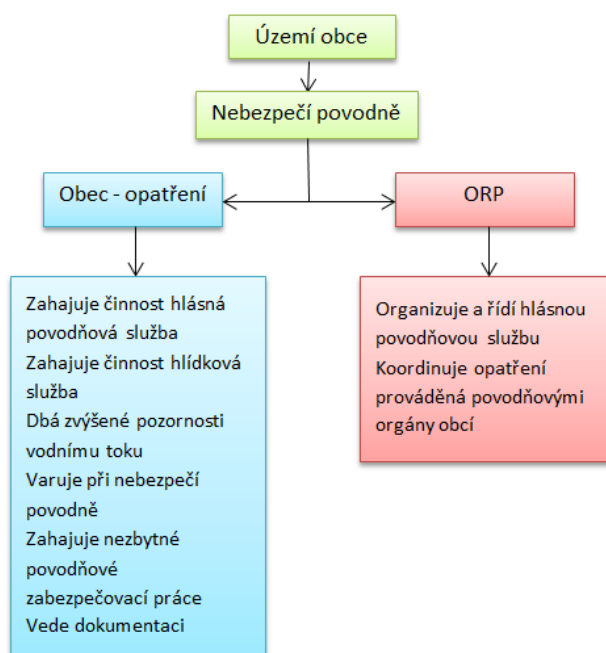 Území obce
Nebezpečí povodně
Obec - opatření
ORP
Zahajuje činnost hlásná
povodňová služba
Zahajuje činnost hlídková
služba
Dbá zvýšené pozornosti
vodnímu toku
Varuje při nebezpečí
povodně
Zahajuje nezbytné
povodňové
zabezpečovací práce
Vede dokumentaci
Organizuje a řídí hlásnou
povodňovou službu
Koordinuje opatření
prováděná povodňovými
orgány obcí